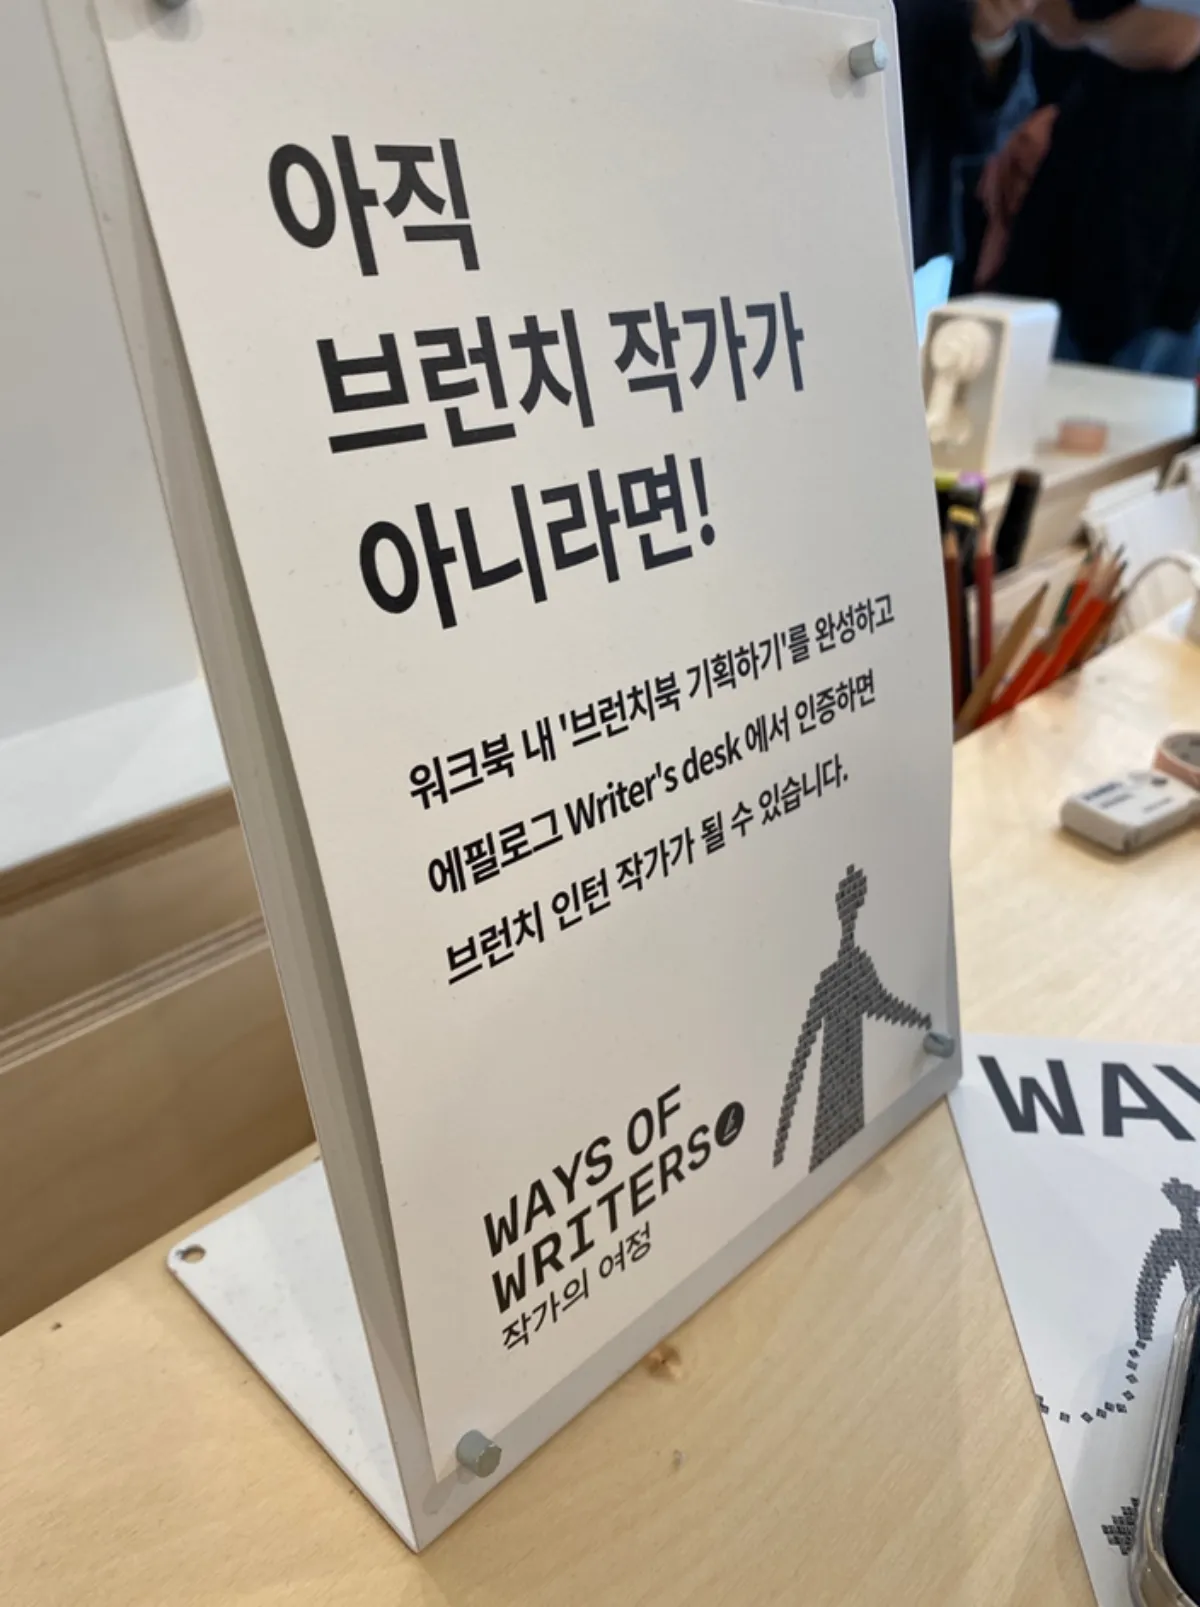 아직
브런치 작가가
아니라면!
워크북 내 '브런치북 기획하기'를 완성하고
에필로그 Writer's desk 에서 인증하면
브런치 인턴 작가가 될 수 있습니다.
WAYS OF
WRITERS
작가의 여정
WAY